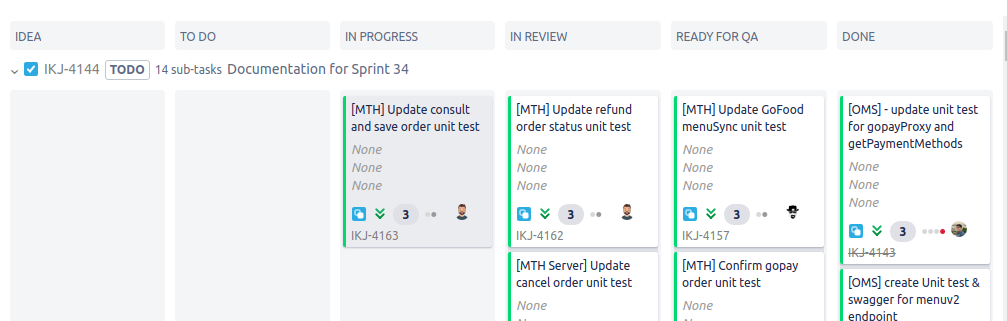 IDEA
TO DO
IN PROGRESS
IN REVIEW
READY FOR QA
DONE
IKJ-4144 TODO 14 sub-tasks Documentation for Sprint 34
[MTH] Update consult
and save order unit test
None
None
None
3
IKJ-4163
[MTH] Update refund
order status unit test
None
None
None
3
IKJ-4162
[MTH Server] Update
cancel order unit test
None
[MTH] Update GoFood
menuSync unit test
None
None
None
3
IKJ-4157
[MTH] Confirm gopay
order unit test
None
[OMS] - update unit test
for gopayProxy and
getPaymentMethods
None
None
None
3
IKJ-4143
[OMS] create Unit test &
swagger for menuv2
endpoint